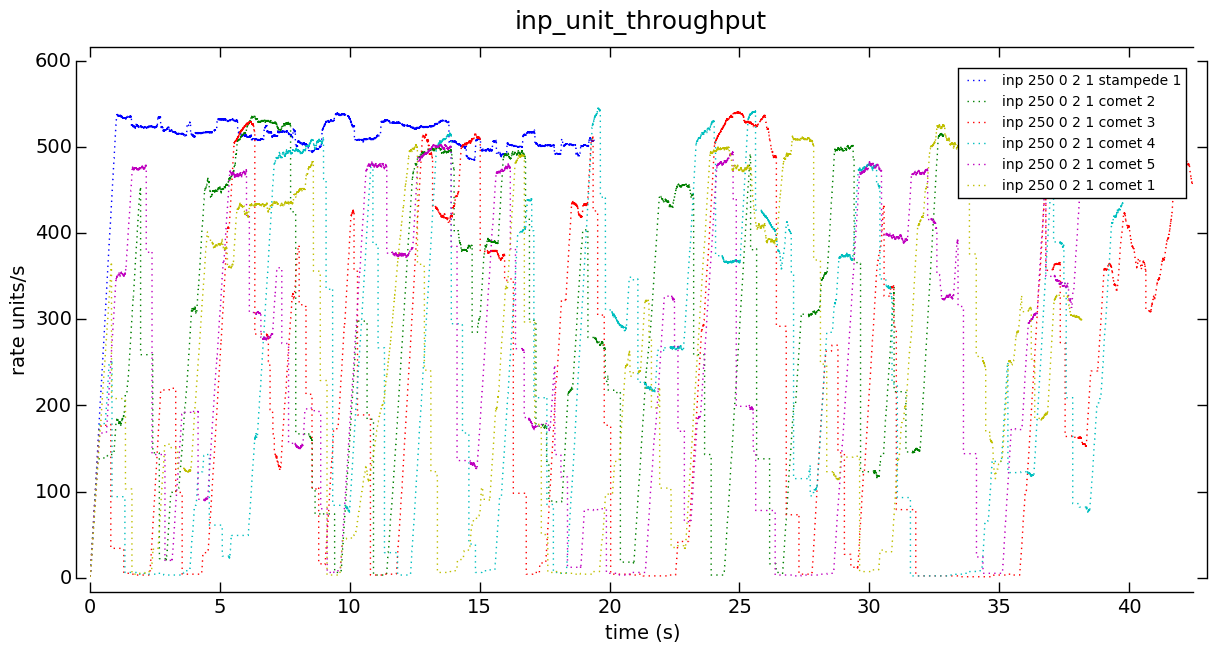 inp_unit_throughput
600
500
400
300
200
100
0
rate units/s
inp 250 0 2 1 stampede 1
inp 250 0 2 1 comet 2
inp 250 0 2 1 comet 3
inp 250 0 2 1 comet 4
inp 250 0 2 1 comet 5
inp 250 0 2 1 comet 1
0 5 10 15 20 25 30 35 40
time (s)